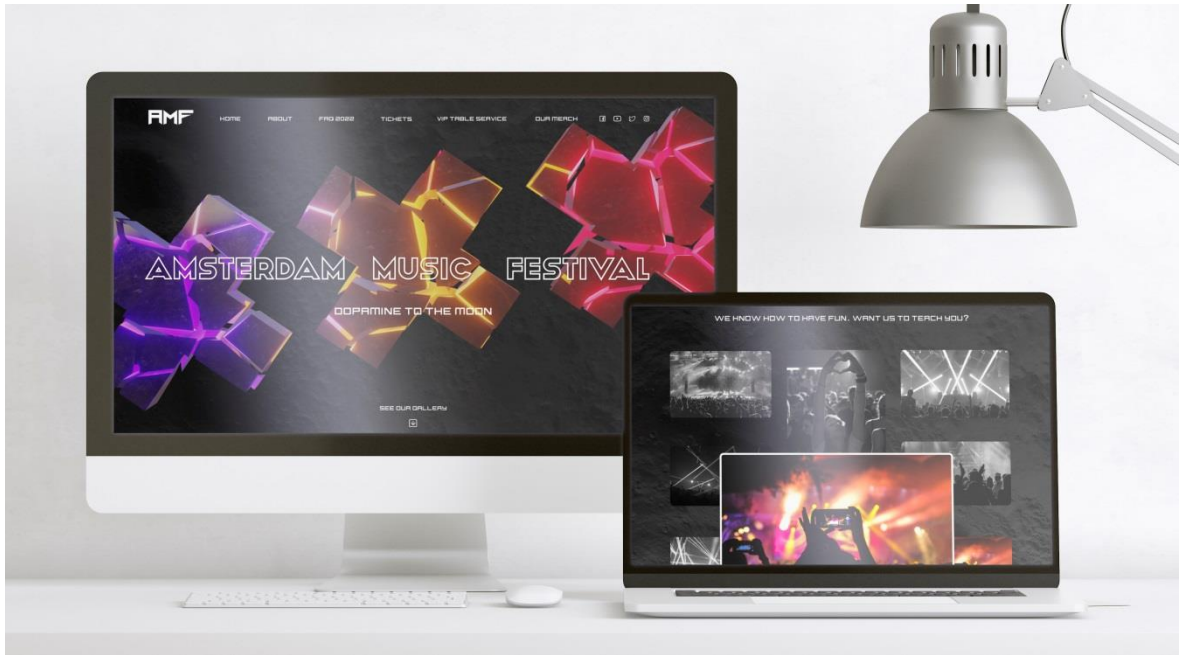 AMF
HOME ABOUT FAQ 2022 TICKETS VIP TABLE SERVICE OUR MERCH
AMSTERDAM MUSIC FESTIVAL
DOPAMINE TO THE MOON
SEE OUR GALLERY
WE KNOW HOW TO HAVE FUN. WANT US TO TEACH YOU?